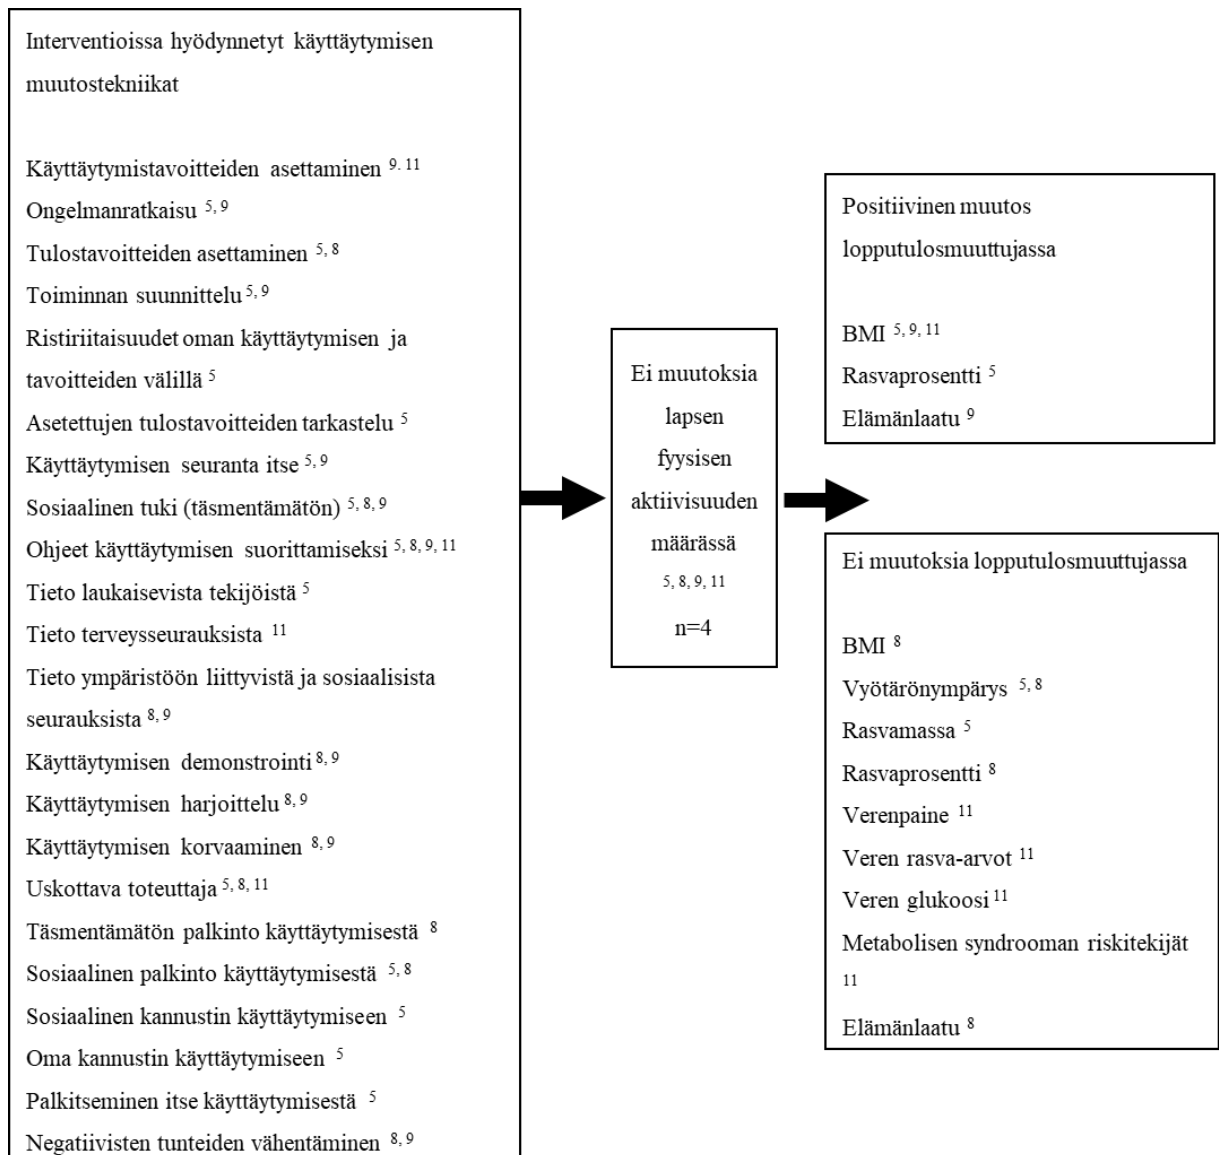 Interventioissa hyödynnetyt käyttäytymisen
muutostekniikat
Käyttäytymistavoitteiden asettaminen 9. 11
Ongelmanratkaisu 5, 9
Tulostavoitteiden asettaminen 5, 8
Toiminnan suunnittelu 5, 9
Ristiriitaisuudet oman käyttäytymisen ja
tavoitteiden välillä 5
Asetettujen tulostavoitteiden tarkastelu 5
Käyttäytymisen seuranta itse 5, 9
Sosiaalinen tuki (täsmentämätön) 5, 8, 9
Ohjeet käyttäytymisen suorittamiseksi 5, 8, 9, 11
Tieto laukaisevista tekijöistä 5
Tieto terveysseurauksista 11
Tieto ympäristöön liittyvistä ja sosiaalisista
seurauksista 8, 9
Käyttäytymisen demonstrointi 8, 9
Käyttäytymisen harjoittelu 8, 9
Käyttäytymisen korvaaminen 8, 9
Uskottava toteuttaja 5, 8, 11
Täsmentämätön palkinto käyttäytymisestä 8
Sosiaalinen palkinto käyttäytymisestä 5, 8
Sosiaalinen kannustin käyttäytymiseen 5
Oma kannustin käyttäytymiseen 5
Palkitseminen itse käyttäytymisestä 5
Negatiivisten tunteiden vähentäminen 8, 9
Ei muutoksia
lapsen
fyysisen
aktiivisuuden
määrässä
5, 8, 9, 11
n=4
Positiivinen muutos
lopputulosmuuttujassa
BMI 5, 9, 11
Rasvaprosentti 5
Elämänlaatu 9
Ei muutoksia lopputulosmuuttujassa
BMI 8
Vyötärönympärys 5, 8
Rasvamassa 5
Rasvaprosentti 8
Verenpaine 11
Veren rasva-arvot 11
Veren glukoosi 11
Metabolisen syndrooman riskitekijät
11
Elämänlaatu 8